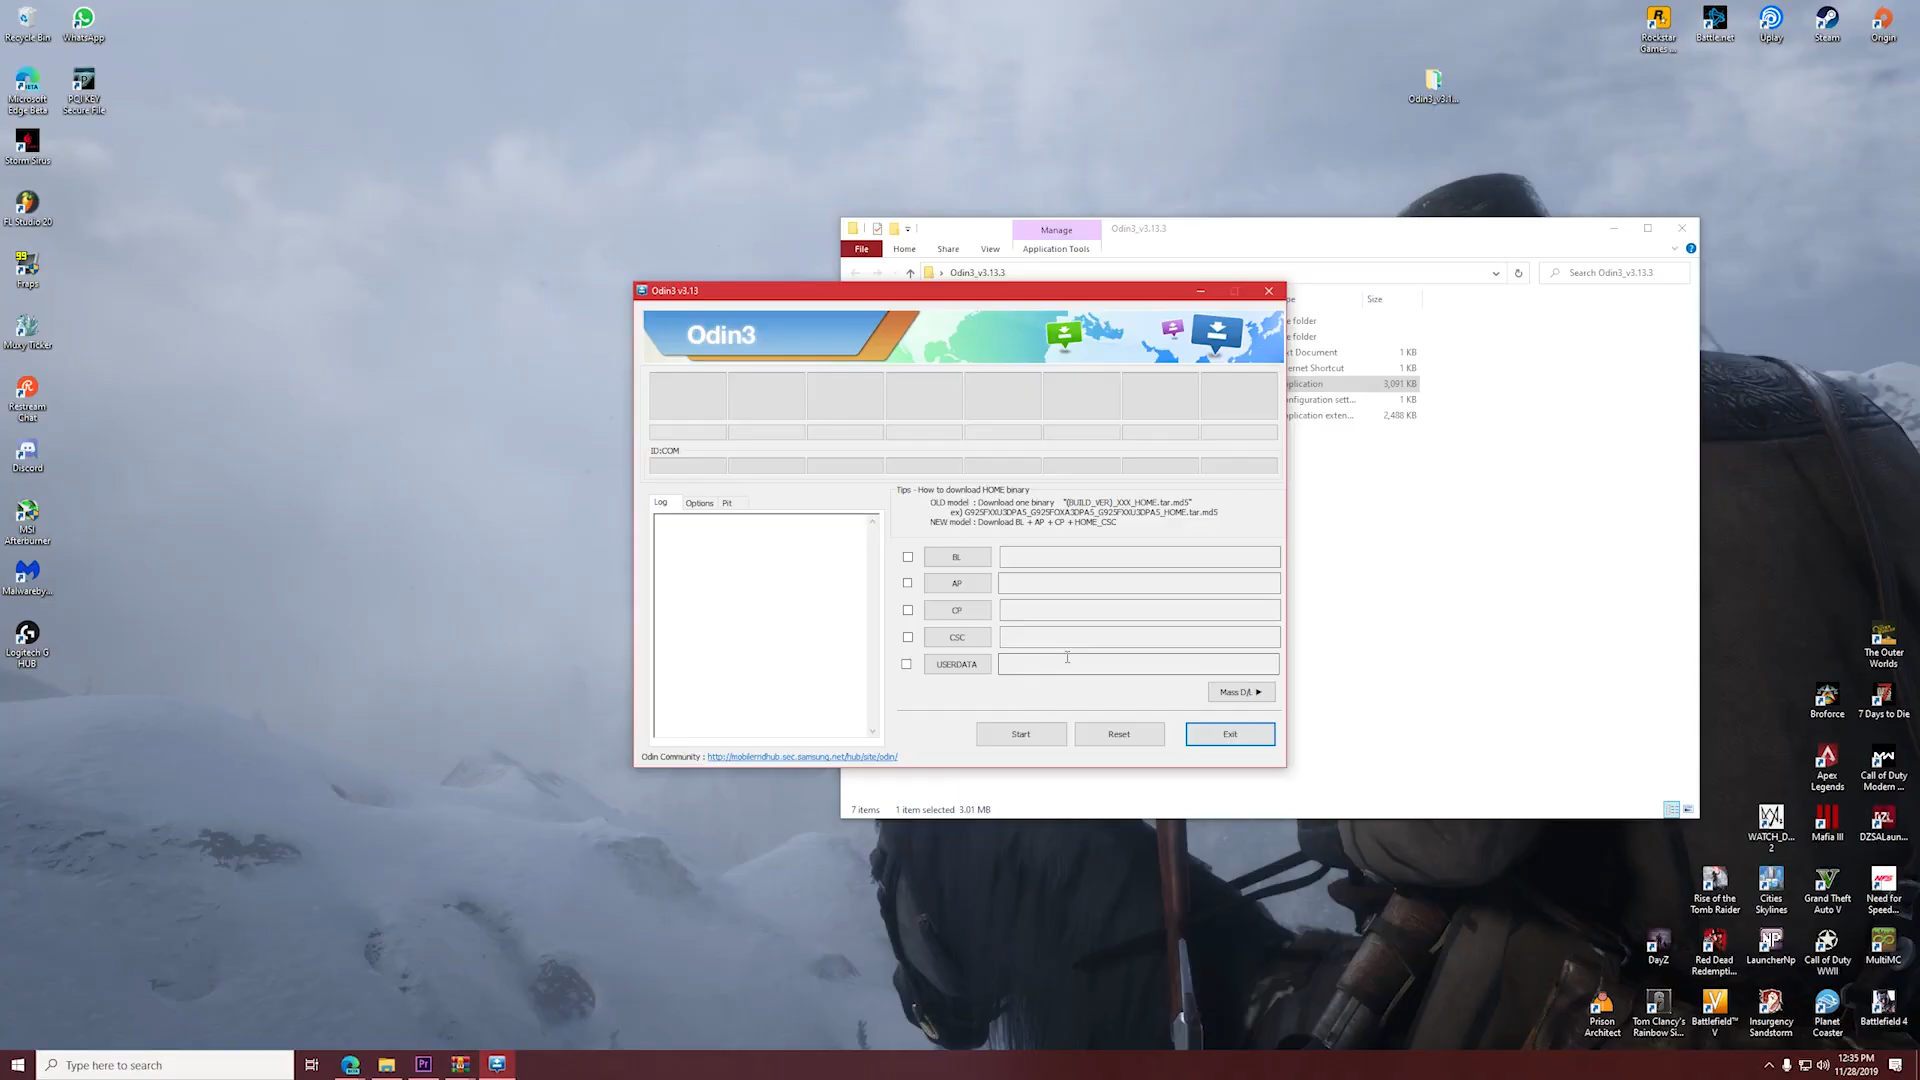 Recycle Bin
WhatsApp
Microsoft
Edge Beta
PQI KEY
Secure File
Storm Sirus
FL Studio 20
99
Fraps
Muxy Ticker
Restream
Chat
Discord
MSI
Afterburner
Malwareby...
Logitech G
HUB
Rockstar
Games ...
Battle.net
Uplay
Steam
Origin
Odin3_v3.1...
Manage
Odin3_v3.13.3
File
Home
Share
View
Application Tools
› Odin3_v3.13.3
Search Odin3_v3.13.3
pe
Size
e folder
e folder
xt Document
1 KB
ernet Shortcut
1 KB
plication
3,091 KB
nfiguration sett...
1 KB
plication exten...
2,488 KB
7 items
1 item selected 3.01 MB
Odin3 v3.13
Odin3
ID:COM
Log
Options
Pit
Tips - How to download HOME binary
OLD model : Download one binary "(BUILD_VER)_XXX_HOME.tar.md5"
ex) G925FXXU3DPA5_G925FOXA3DPA5_G925FXXU3DPA5_HOME.tar.md5
NEW model : Download BL + AP + CP + HOME_CSC
BL
AP
CP
CSC
USERDATA
Mass D/L ►
Start
Reset
Exit
Odin Community : http://mobilerndhub.sec.samsung.net/hub/site/odin/
The Outer
Worlds
Broforce
7 Days to Die
Apex
Legends
Call of Duty
Modern ...
WATCH_D...
2
Mafia III
DZSALaun...
Rise of the
Tomb Raider
Cities
Skylines
Grand Theft
Auto V
Need for
Speed...
DayZ
Red Dead
Redempti...
LauncherNp
Call of Duty
WWII
MultiMC
Prison
Architect
Tom Clancy's
Rainbow Si...
Battlefield™
V
Insurgency
Sandstorm
Planet
Coaster
Battlefield 4
Type here to search
Pr
12:35 PM
11/28/2019